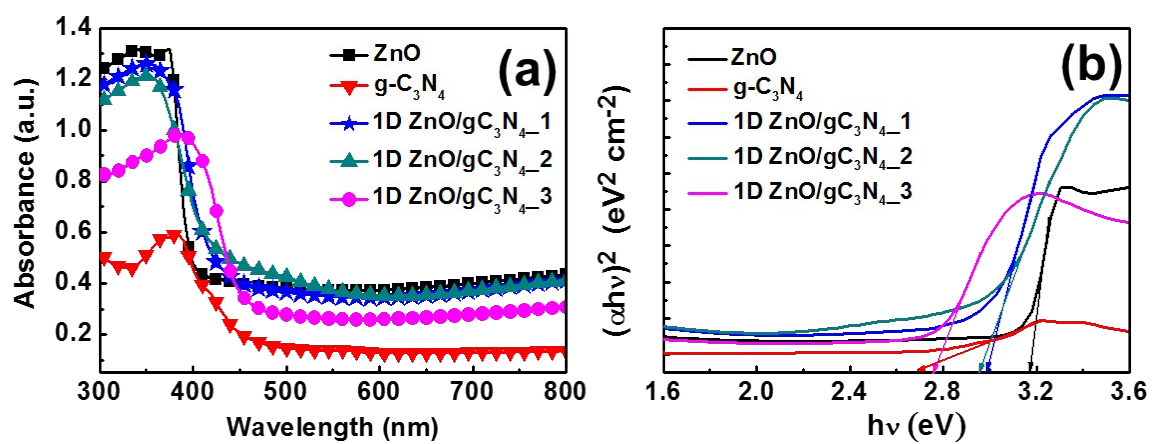 (a)
Absorbance (a.u.)
1.4
1.2
1.0
0.8
0.6
0.4
0.2
300 400 500 600 700 800
Wavelength (nm)
ZnO
g-C₃N₄
1D ZnO/gC₃N₄_1
1D ZnO/gC₃N₄_2
1D ZnO/gC₃N₄_3
(b)
(αhν)² (eV² cm⁻²)
1.6 2.0 2.4 2.8 3.2 3.6
hν (eV)
ZnO
g-C₃N₄
1D ZnO/gC₃N₄_1
1D ZnO/gC₃N₄_2
1D ZnO/gC₃N₄_3